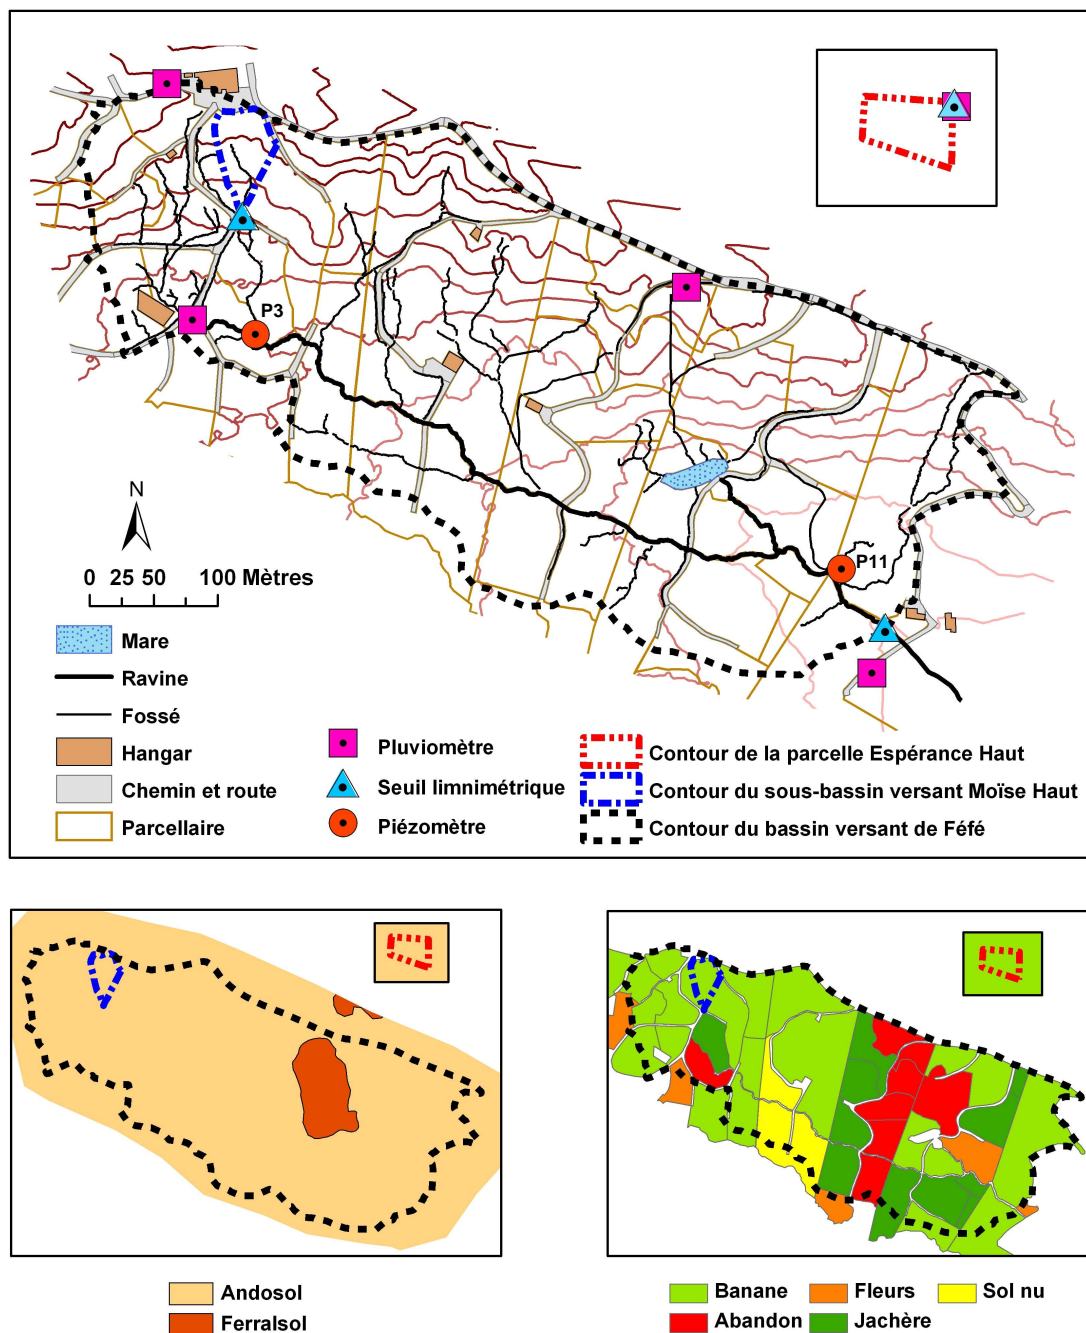 P3
P11
N
0 25 50 100 Mètres
Mare
Ravine
Fossé
Hangar
Chemin et route
Parcellaire
Pluviomètre
Seuil limnimétrique
Piézomètre
Contour de la parcelle Espérance Haut
Contour du sous-bassin versant Moïse Haut
Contour du bassin versant de Féfé
Andosol
Ferralsol
Banane
Fleurs
Sol nu
Abandon
Jachère